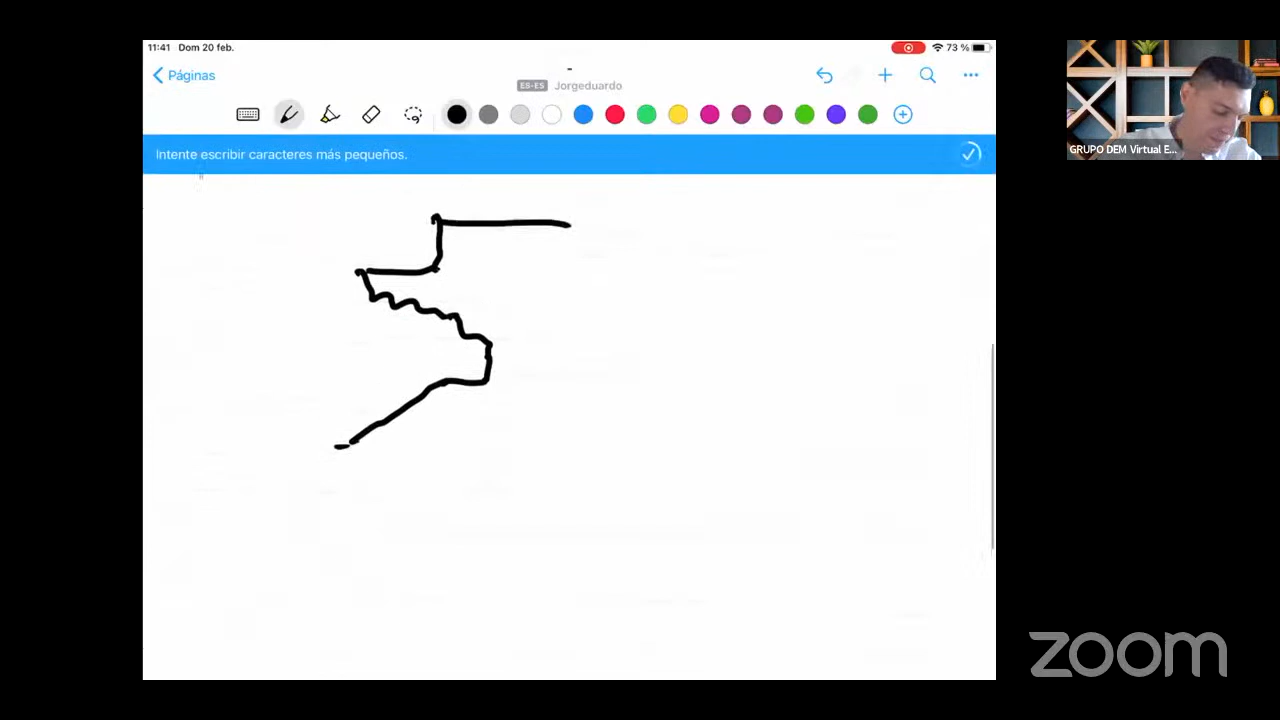 11:41 Dom 20 feb. 73 %
Páginas
-
ES-ES Jorgeduardo
Intente escribir caracteres más pequeños.
GRUPO DEM Virtual E...
zoom